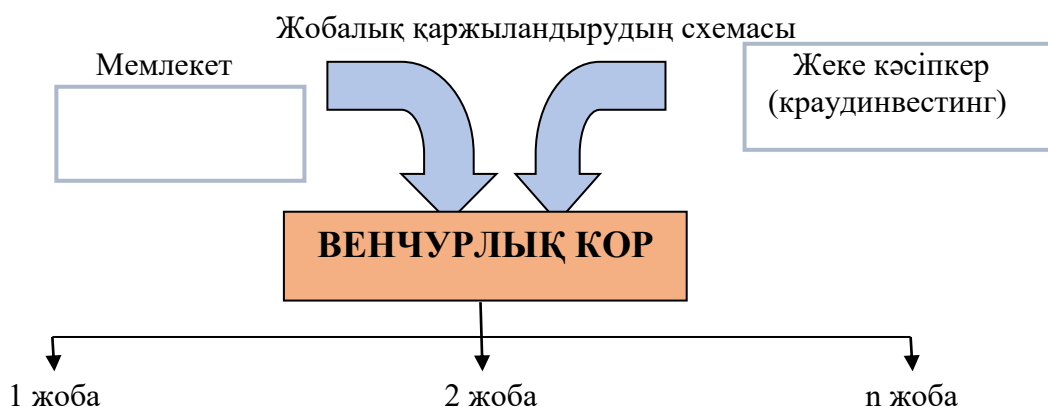 Жобалық қаржыландырудың схемасы
Мемлекет
Жеке кәсіпкер
(краудинвестинг)
ВЕНЧУРЛЫҚ КОР
1 жоба
2 жоба
n жоба